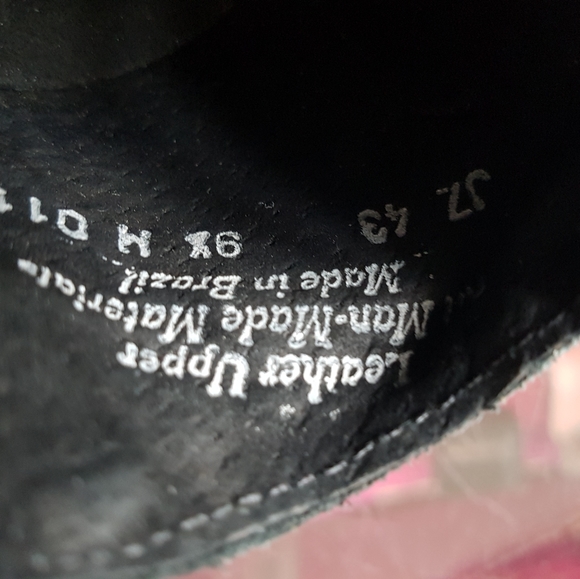 Leather Upper
Man-Made Materials
Made in Brazil
43 9½ M